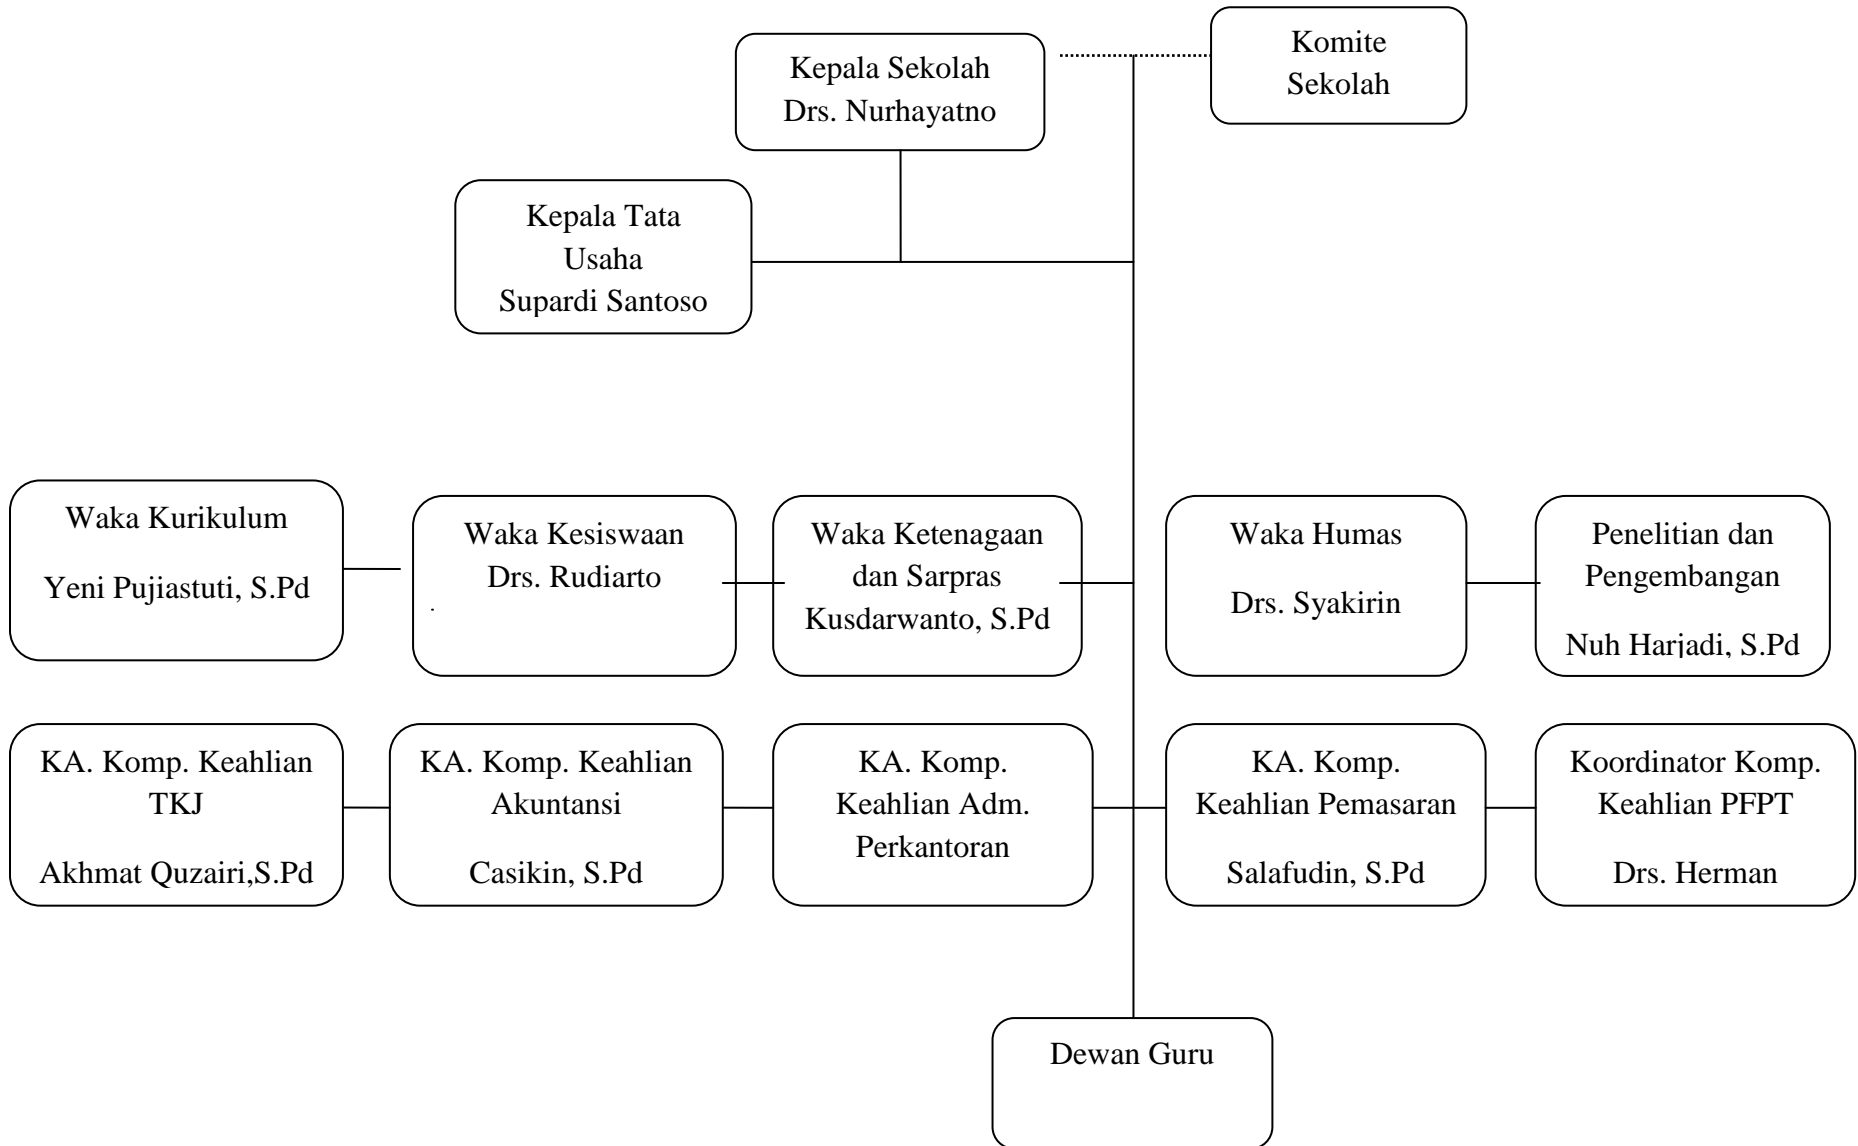 Kepala Sekolah
Drs. Nurhayatno
Komite
Sekolah
Kepala Tata
Usaha
Supardi Santoso
Waka Kurikulum
Yeni Pujiastuti, S.Pd
Waka Kesiswaan
Drs. Rudiarto
.
Waka Ketenagaan
dan Sarpras
Kusdarwanto, S.Pd
Waka Humas
Drs. Syakirin
Penelitian dan
Pengembangan
Nuh Harjadi, S.Pd
KA. Komp. Keahlian
TKJ
Akhmat Quzairi,S.Pd
KA. Komp. Keahlian
Akuntansi
Casikin, S.Pd
KA. Komp.
Keahlian Adm.
Perkantoran
KA. Komp.
Keahlian Pemasaran
Salafudin, S.Pd
Koordinator Komp.
Keahlian PFPT
Drs. Herman
Dewan Guru